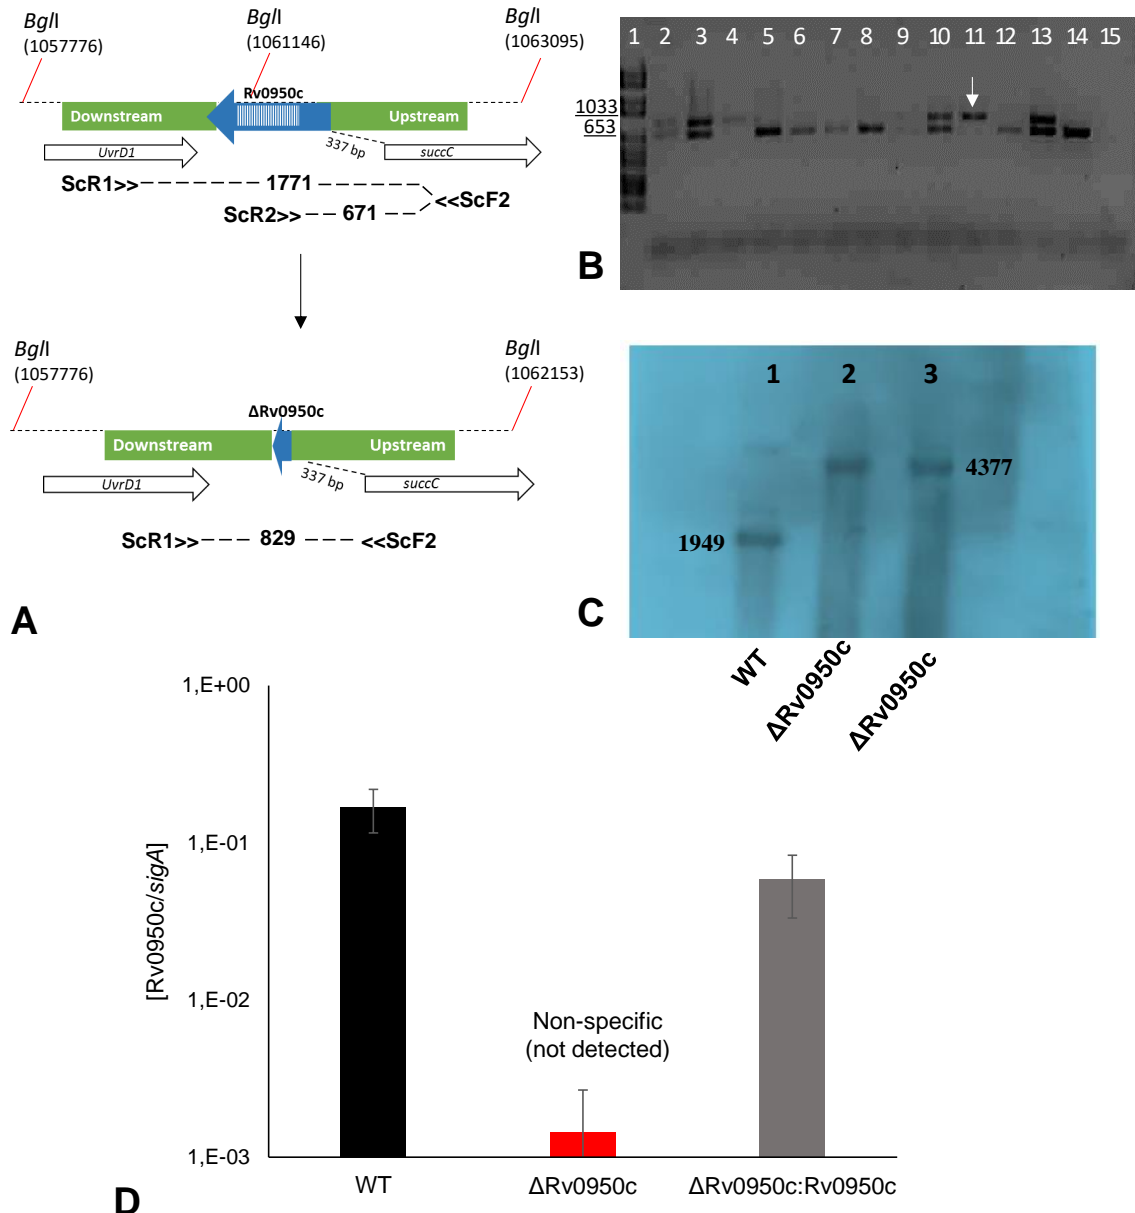 BglI
(1057776)
BglI
(1061146)
BglI
(1063095)
Rv0950c
Downstream
Upstream
337 bp
UvrD1
succC
ScR1>> 1771 <<ScF2
ScR2>> 671
BglI
(1057776)
BglI
(1062153)
ΔRv0950c
Downstream
Upstream
337 bp
UvrD1
succC
ScR1>> 829 <<ScF2
A
1 2 3 4 5 6 7 8 9 10 11 12 13 14 15
1033
653
B
1 2 3
4377
1949
C
WT
ΔRv0950c
ΔRv0950c
1,E+00
1,E-01
1,E-02
1,E-03
[Rv0950c/sigA]
Non-specific
(not detected)
WT
ΔRv0950c
ΔRv0950c:Rv0950c
D